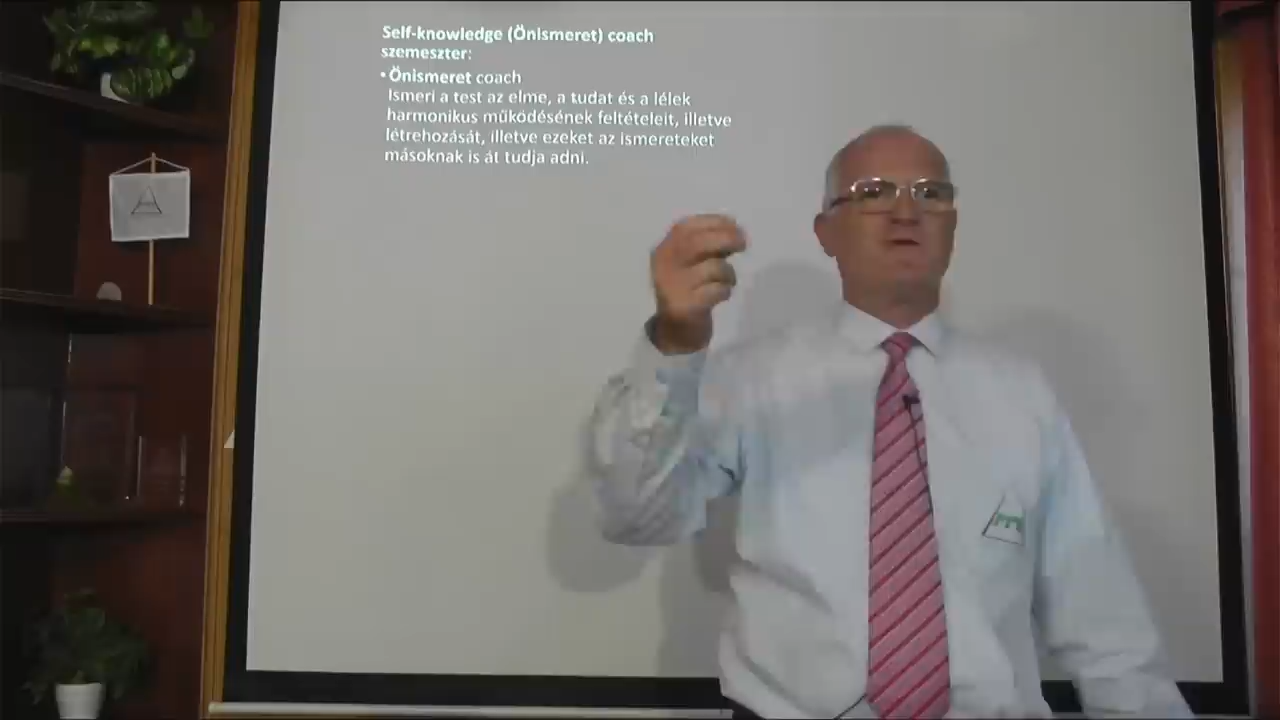 Self-knowledge (Önismeret) coach
szemeszter:
• Önismeret coach
Ismeri a test az elme, a tudat és a lélek
harmonikus működésének feltételeit, illetve
létrehozását, illetve ezeket az ismereteket
másoknak is át tudja adni.